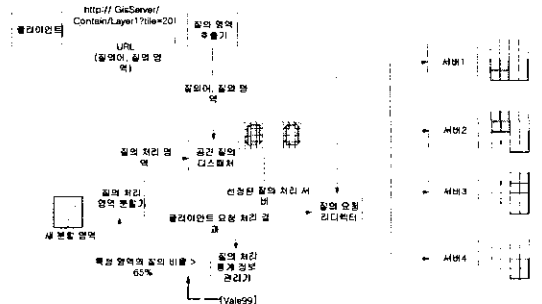 http:// GisServer/
Contain/Layer1?tile=201
클라이언트
URL
(질의어, 질의 영
역)
질의 영역
추출기
질의어, 질의 영
역
서버1
서버2
서버3
서버4
질의 처리 영
역
공간 질의
디스패처
질의 처리
영역 분할기
선정된 질의 처리 서
버
질의 요청
리디렉터
클라이언트 요청 처리 결
과
새 분할 영역
특정 영역의 질의 비율 >
65%
질의 처리
통계 정보
관리기
[Vale99]